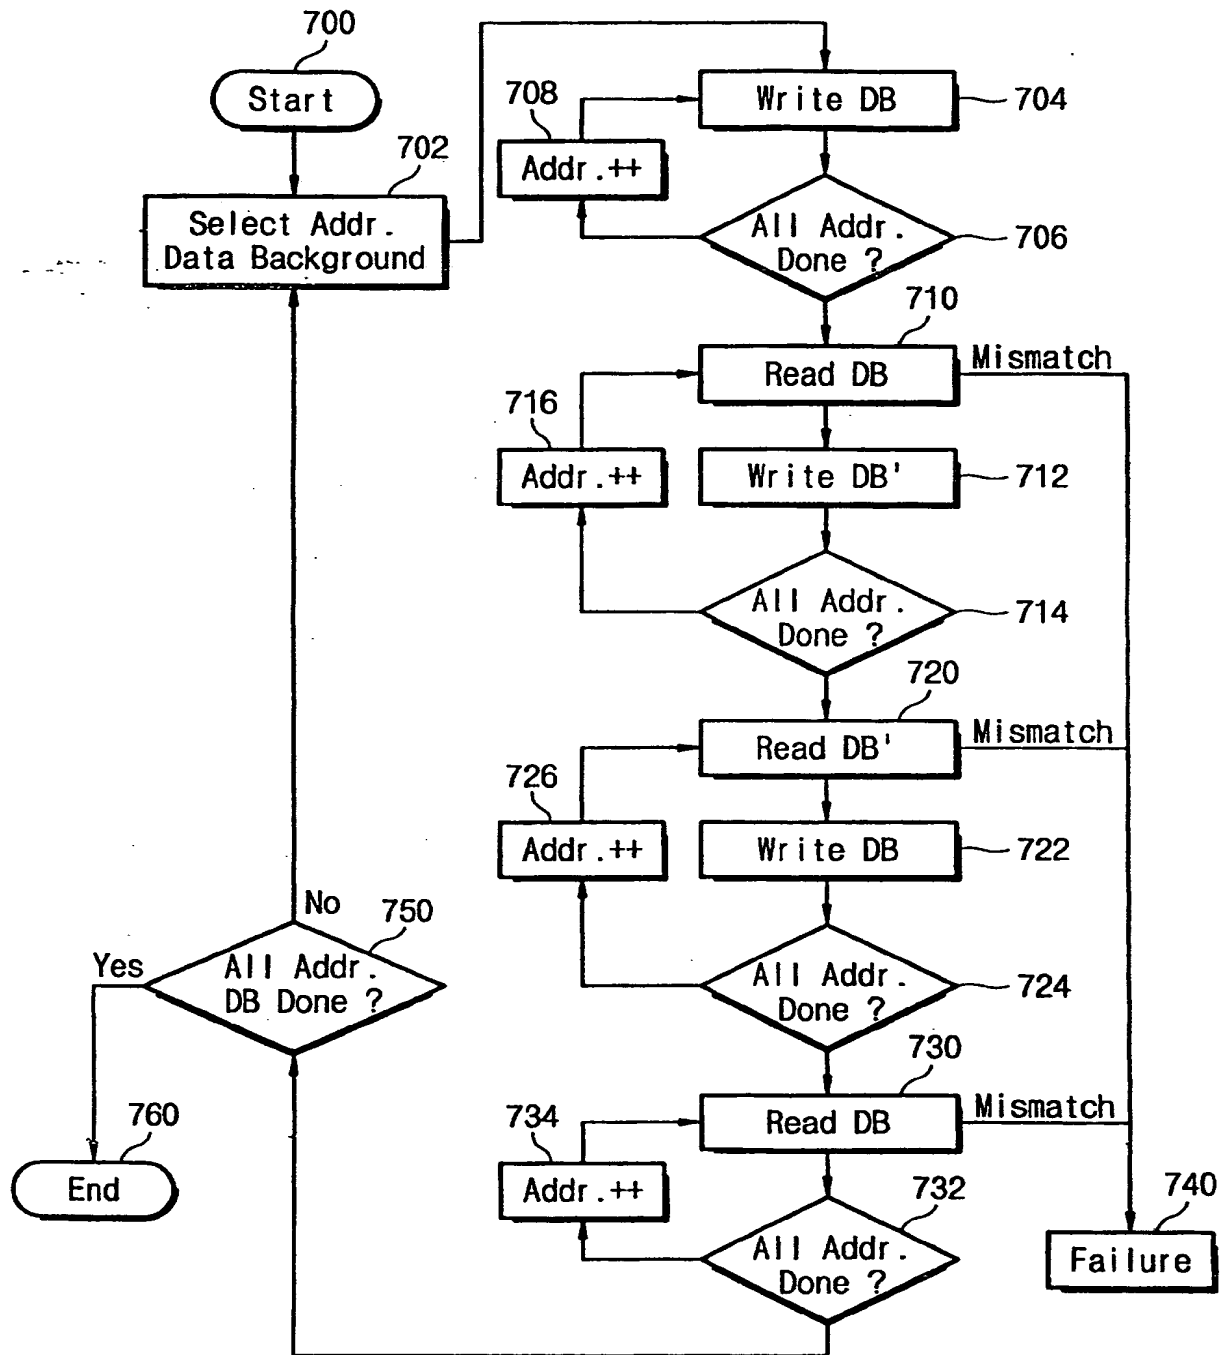 700
Start
702
Select Addr.
Data Background
708
Addr.++
Write DB
704
All Addr.
Done ?
706
710
Read DB
Mismatch
716
Addr.++
Write DB'
712
All Addr.
Done ?
714
720
Read DB'
Mismatch
726
Addr.++
Write DB
722
All Addr.
Done ?
724
730
Read DB
Mismatch
734
Addr.++
732
All Addr.
Done ?
740
Failure
No
750
Yes
All Addr.
DB Done ?
760
End